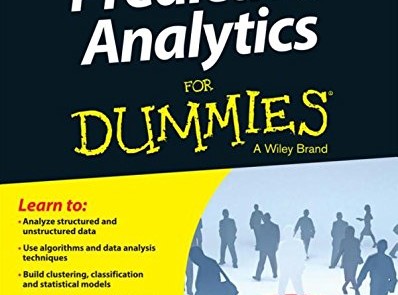 Analytics
FOR
DUMMIES®
A Wiley Brand
Learn to:
• Analyze structured and
unstructured data
• Use algorithms and data analysis
techniques
• Build clustering, classification
and statistical models